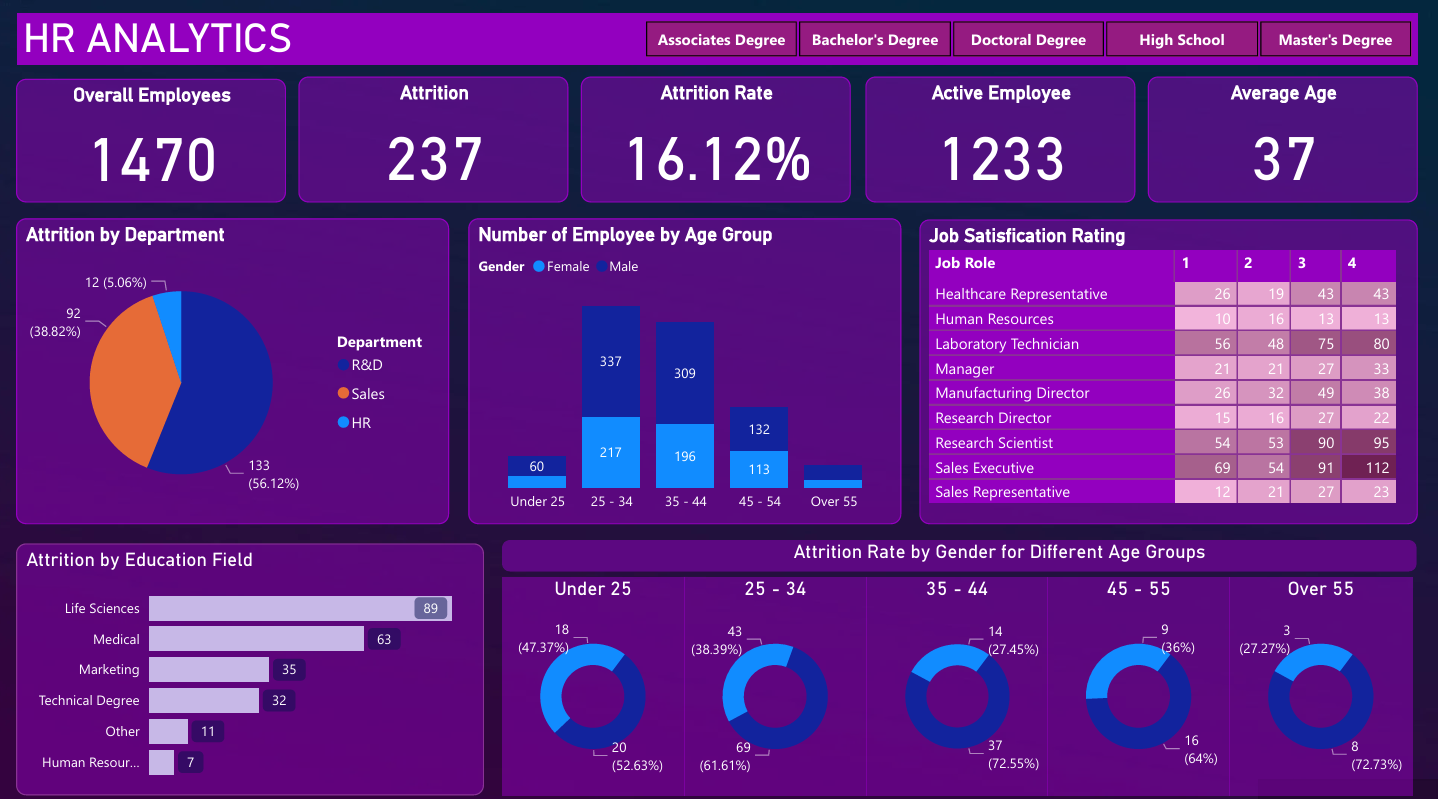 HR ANALYTICS
Associates Degree
Bachelor's Degree
Doctoral Degree
High School
Master's Degree
Overall Employees
1470
Attrition
237
Attrition Rate
16.12%
Active Employee
1233
Average Age
37
Attrition by Department
12 (5.06%)
92
(38.82%)
133
(56.12%)
Department
R&D
Sales
HR
Number of Employee by Age Group
Gender Female Male
337
309
132
60
217
196
113
Under 25 25 - 34 35 - 44 45 - 54 Over 55
Job Satisfication Rating
Job Role 1 2 3 4
Healthcare Representative 26 19 43 43
Human Resources 10 16 13 13
Laboratory Technician 56 48 75 80
Manager 21 21 27 33
Manufacturing Director 26 32 49 38
Research Director 15 16 27 22
Research Scientist 54 53 90 95
Sales Executive 69 54 91 112
Sales Representative 12 21 27 23
Attrition by Education Field
Life Sciences 89
Medical 63
Marketing 35
Technical Degree 32
Other 11
Human Resour... 7
Attrition Rate by Gender for Different Age Groups
Under 25
18
(47.37%)
20
(52.63%)
25 - 34
43
(38.39%)
69
(61.61%)
35 - 44
14
(27.45%)
37
(72.55%)
45 - 55
9
(36%)
16
(64%)
Over 55
3
(27.27%)
8
(72.73%)